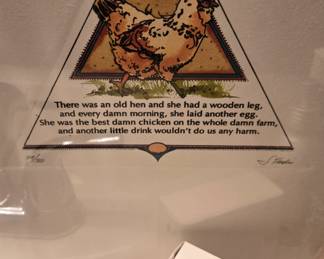 There was an old hen and she had a wooden leg,
and every damn morning, she laid another egg.
She was the best damn chicken on the whole damn farm,
and another little drink wouldn't do us any harm.